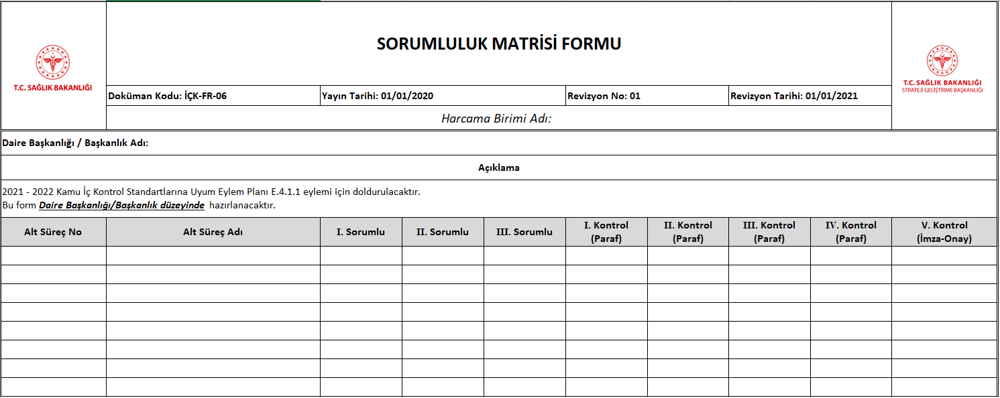 SORUMLULUK MATRİSİ FORMU
T.C. SAĞLIK BAKANLIĞI
T.C. SAĞLIK BAKANLIĞI
STRATEJİ GELİŞTİRME BAŞKANLIĞI
Doküman Kodu: İÇK-FR-06 Yayın Tarihi: 01/01/2020 Revizyon No: 01 Revizyon Tarihi: 01/01/2021
Harcama Birimi Adı:
Daire Başkanlığı / Başkanlık Adı:
Açıklama
2021 - 2022 Kamu İç Kontrol Standartlarına Uyum Eylem Planı E.4.1.1 eylemi için doldurulacaktır.
Bu form Daire Başkanlığı/Başkanlık düzeyinde hazırlanacaktır.
Alt Süreç No
Alt Süreç Adı
I. Sorumlu
II. Sorumlu
III. Sorumlu
I. Kontrol
(Paraf)
II. Kontrol
(Paraf)
III. Kontrol
(Paraf)
IV. Kontrol
(Paraf)
V. Kontrol
(İmza-Onay)